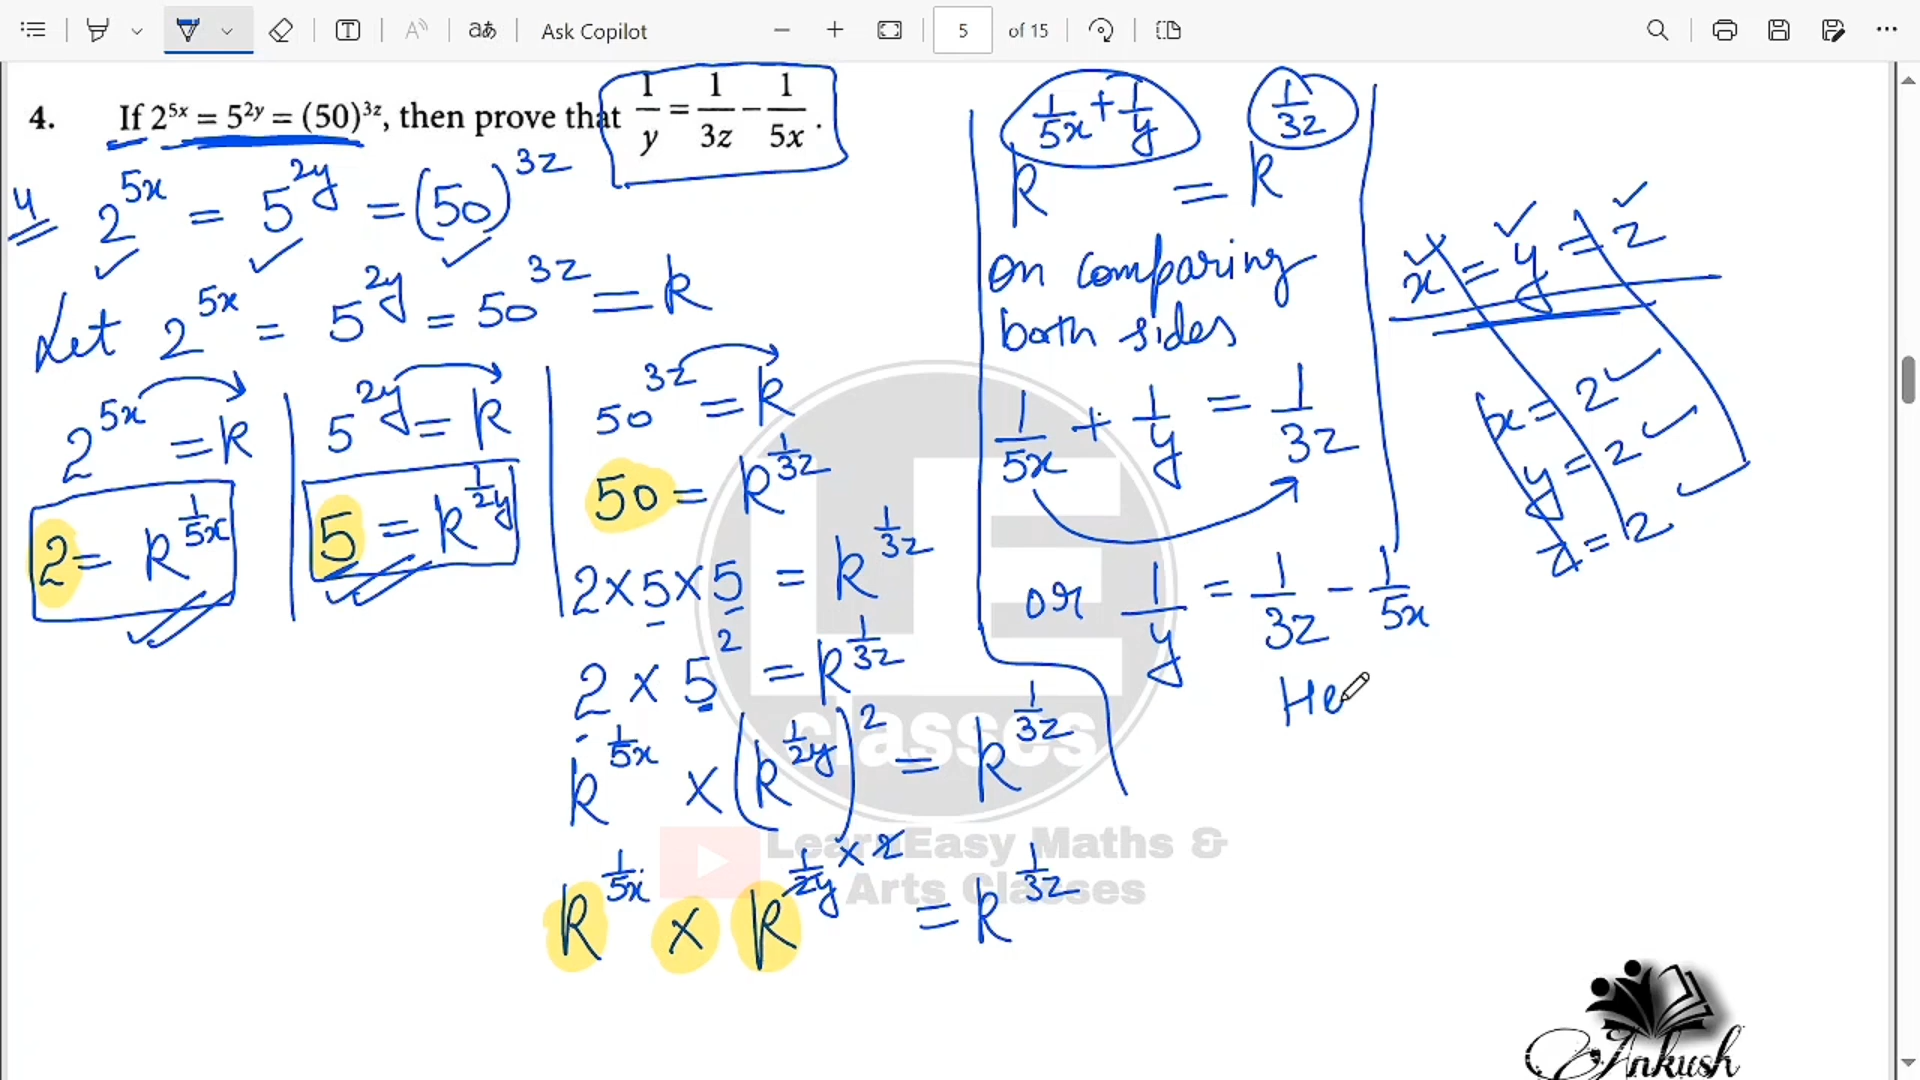 Ask Copilot
5 of 15
4. If 2^{5x} = 5^{2y} = (50)^{3z}, then prove that 1/y = 1/3z − 1/5x .
4 2^{5x} = 5^{2y} = (50)^{3z}
Let 2^{5x} = 5^{2y} = 50^{3z} = k
2^{5x} = k
2 = k^{1/5x}
5^{2y} = k
5 = k^{1/2y}
50^{3z} = k
50 = k^{1/3z}
2 × 5 × 5 = k^{1/3z}
2 × 5^2 = k^{1/3z}
k^{1/5x} × (k^{1/2y})^2 = k^{1/3z}
k^{1/5x} × k^{1/2y × 2} = k^{1/3z}
k^{1/5x + 1/y} = k^{1/3z}
on comparing
both sides
1/5x + 1/y = 1/3z
or 1/y = 1/3z − 1/5x
He
x = y = z
x = 2
y = 2
z = 2
LE
classes
LearnEasy Maths &
Arts Classes
Ankush